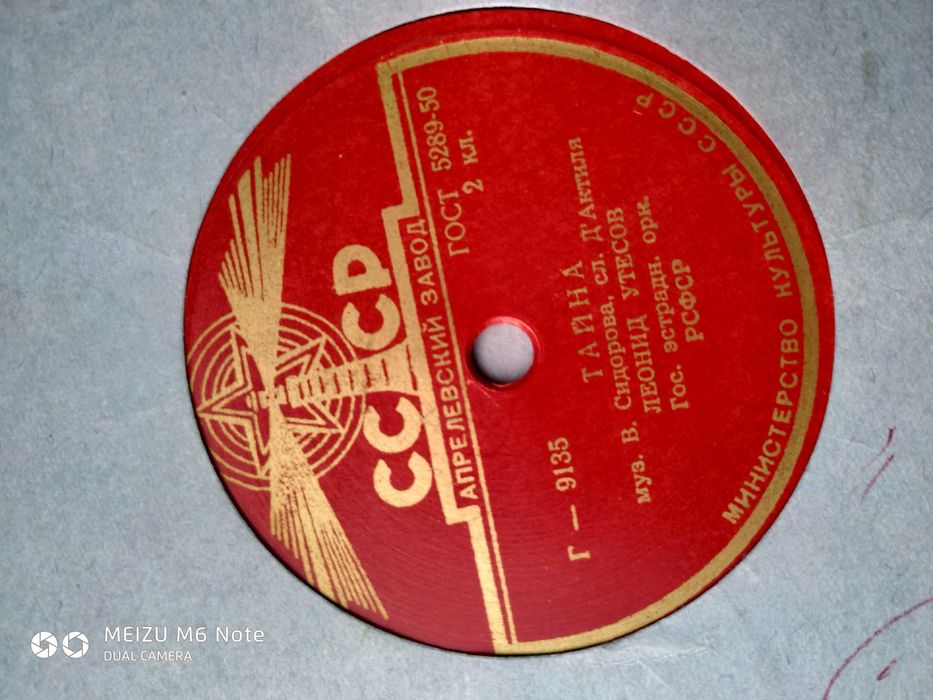 СССР
АПРЕЛЕВСКИЙ ЗАВОД
ГОСТ 5289-50
2 кл.
Г — 9135
ТАЙНА
муз. В. Сидорова, сл. Д'Актиля
ЛЕОНИД УТЕСОВ
Гос. эстрадн. орк.
РСФСР
МИНИСТЕРСТВО КУЛЬТУРЫ СССР
MEIZU M6 Note
DUAL CAMERA